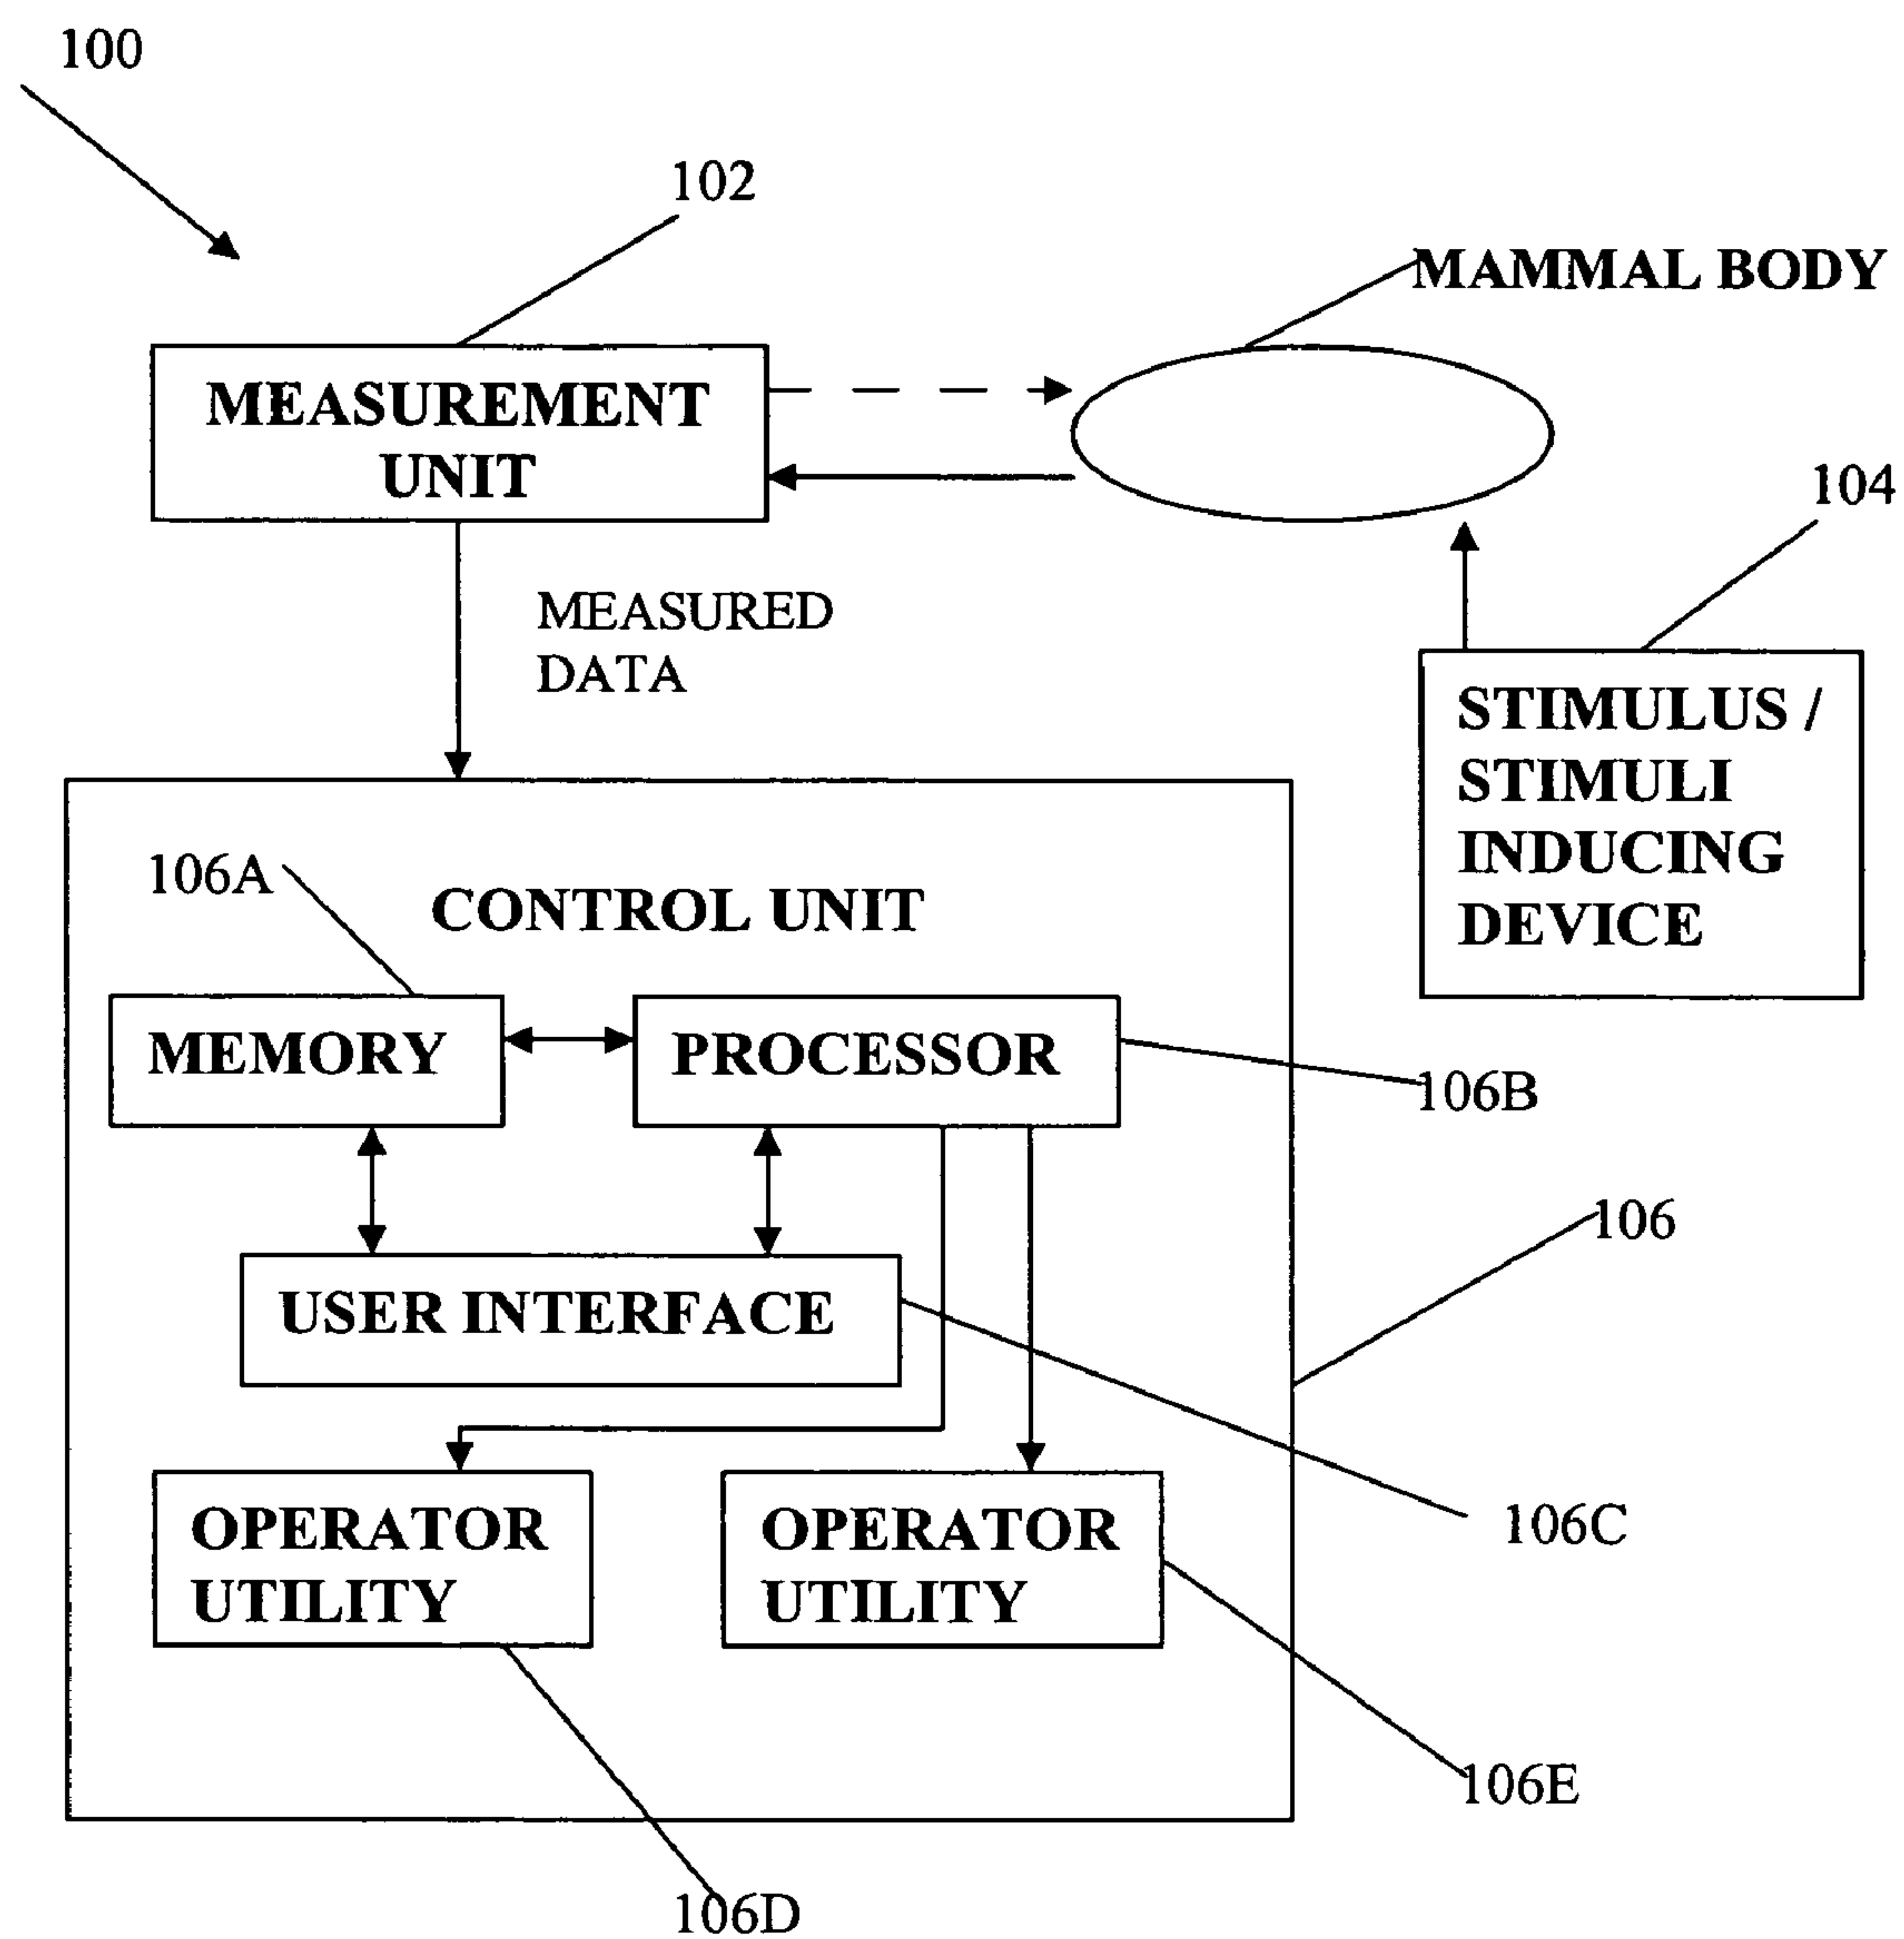 100
102
MAMMAL BODY
MEASUREMENT
UNIT
104
MEASURED
DATA
STIMULUS /
STIMULI
INDUCING
DEVICE
106A
CONTROL UNIT
MEMORY
PROCESSOR
106B
106
USER INTERFACE
106C
OPERATOR
UTILITY
OPERATOR
UTILITY
106E
106D